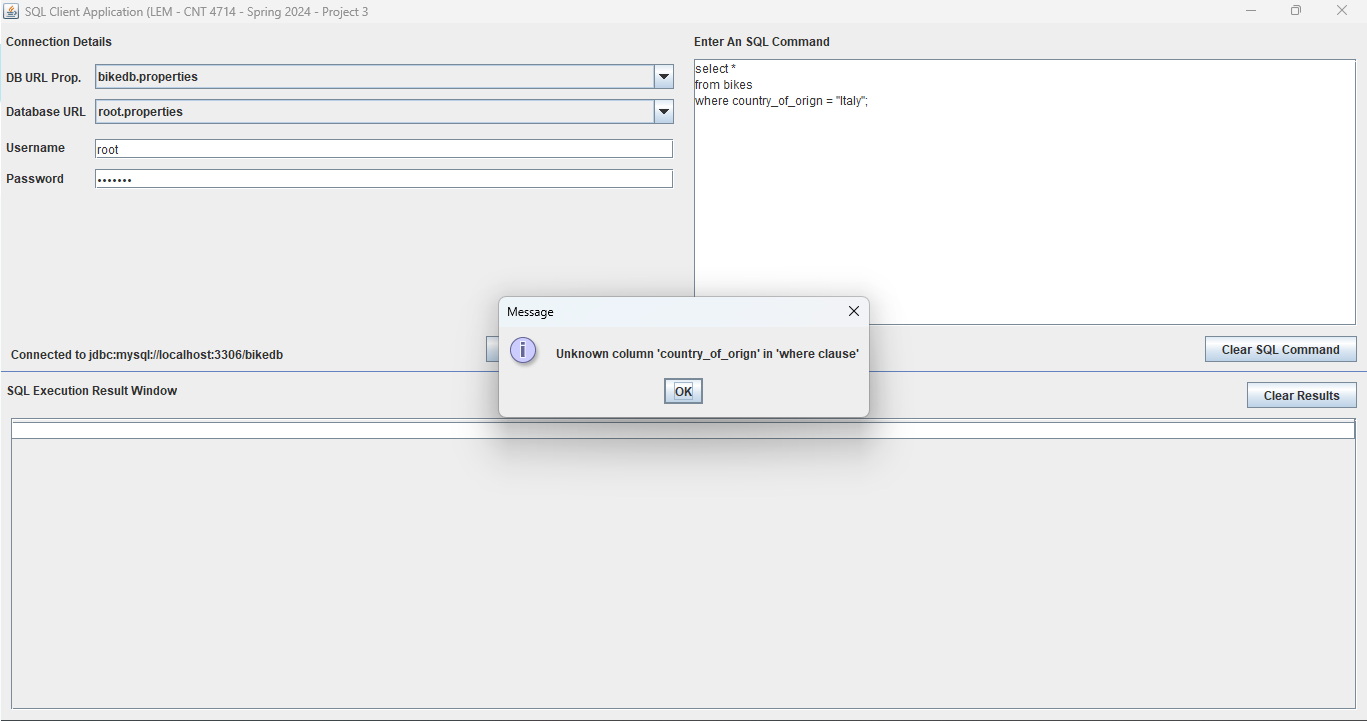 SQL Client Application (LEM - CNT 4714 - Spring 2024 - Project 3
Connection Details
DB URL Prop.
bikedb.properties
Database URL
root.properties
Username
root
Password
•••••••
Enter An SQL Command
select *
from bikes
where country_of_orign = "Italy";
Connected to jdbc:mysql://localhost:3306/bikedb
Clear SQL Command
Message
i
Unknown column 'country_of_orign' in 'where clause'
OK
SQL Execution Result Window
Clear Results